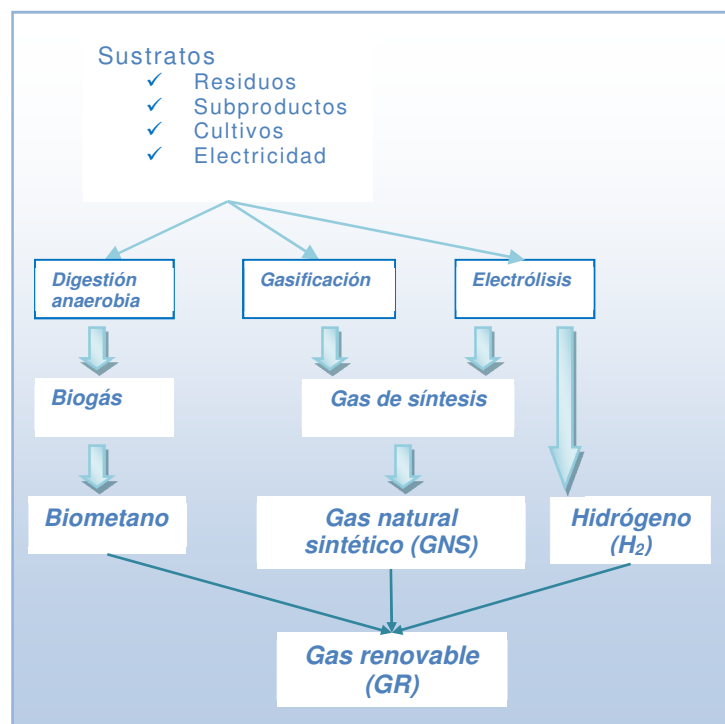 Sustratos
✓ Residuos
✓ Subproductos
✓ Cultivos
✓ Electricidad
Digestión
anaerobia
Gasificación
Electrólisis
Biogás
Gas de síntesis
Biometano
Gas natural
sintético (GNS)
Hidrógeno
(H₂)
Gas renovable
(GR)